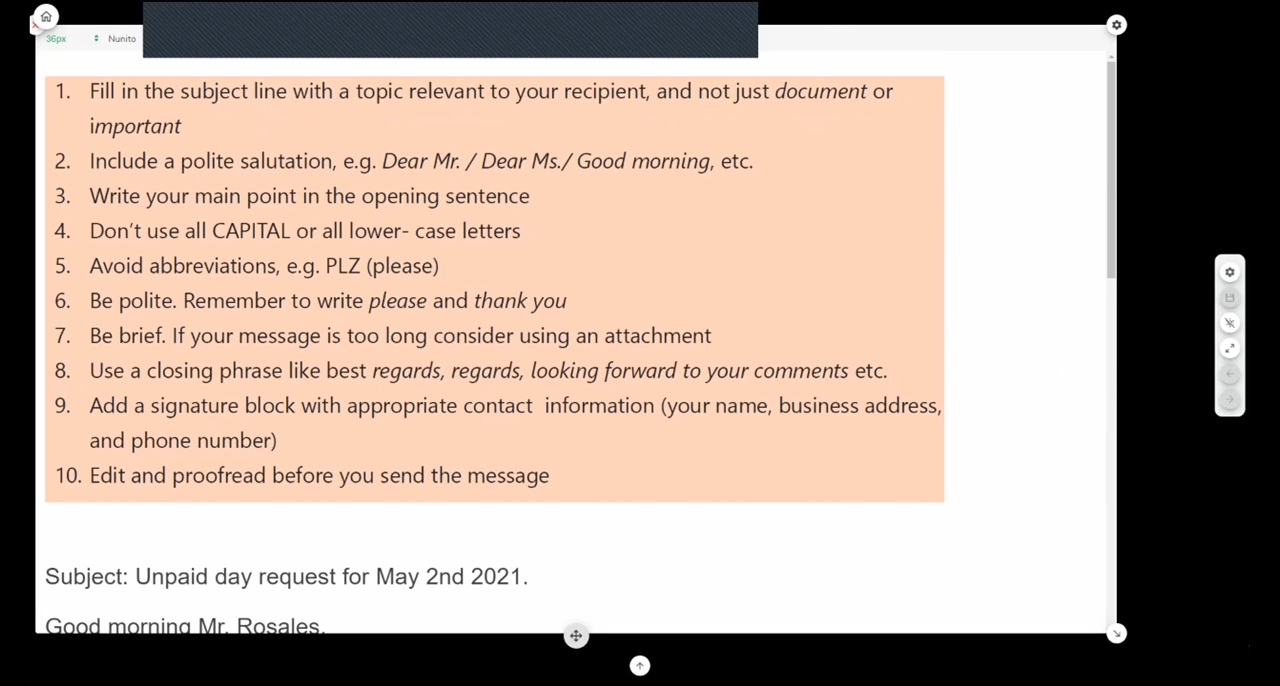 36px Nunito
1. Fill in the subject line with a topic relevant to your recipient, and not just document or
important
2. Include a polite salutation, e.g. Dear Mr. / Dear Ms./ Good morning, etc.
3. Write your main point in the opening sentence
4. Don’t use all CAPITAL or all lower- case letters
5. Avoid abbreviations, e.g. PLZ (please)
6. Be polite. Remember to write please and thank you
7. Be brief. If your message is too long consider using an attachment
8. Use a closing phrase like best regards, regards, looking forward to your comments etc.
9. Add a signature block with appropriate contact information (your name, business address,
and phone number)
10. Edit and proofread before you send the message
Subject: Unpaid day request for May 2nd 2021.
Good morning Mr. Rosales.